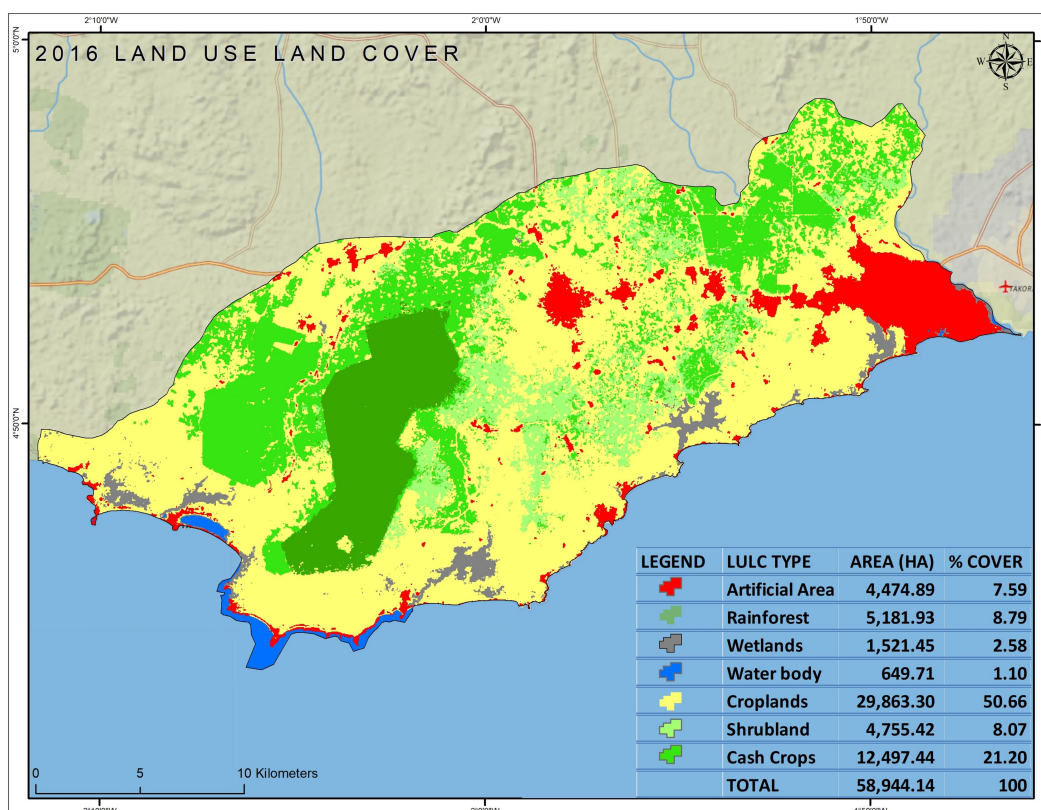 2°10'0"W 2°0'0"W 1°50'0"W
5°0'0"N
2016 LAND USE LAND COVER
N
W E
S
TAKOR
4°50'0"N
LEGEND LULC TYPE AREA (HA) % COVER
Artificial Area 4,474.89 7.59
Rainforest 5,181.93 8.79
Wetlands 1,521.45 2.58
Water body 649.71 1.10
Croplands 29,863.30 50.66
Shrubland 4,755.42 8.07
Cash Crops 12,497.44 21.20
TOTAL 58,944.14 100
0 5 10 Kilometers